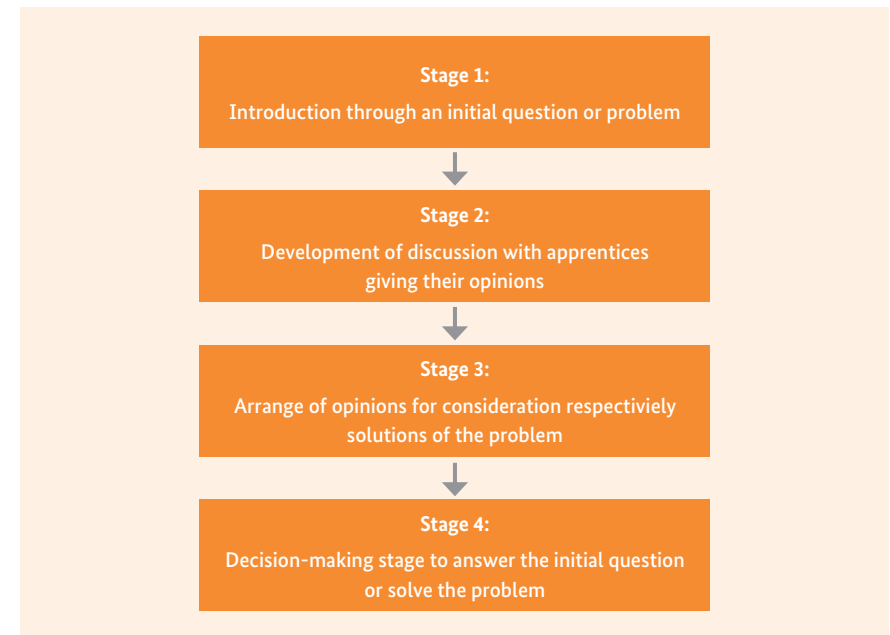 Stage 1:
Introduction through an initial question or problem
Stage 2:
Development of discussion with apprentices
giving their opinions
Stage 3:
Arrange of opinions for consideration respectiviely
solutions of the problem
Stage 4:
Decision-making stage to answer the initial question
or solve the problem